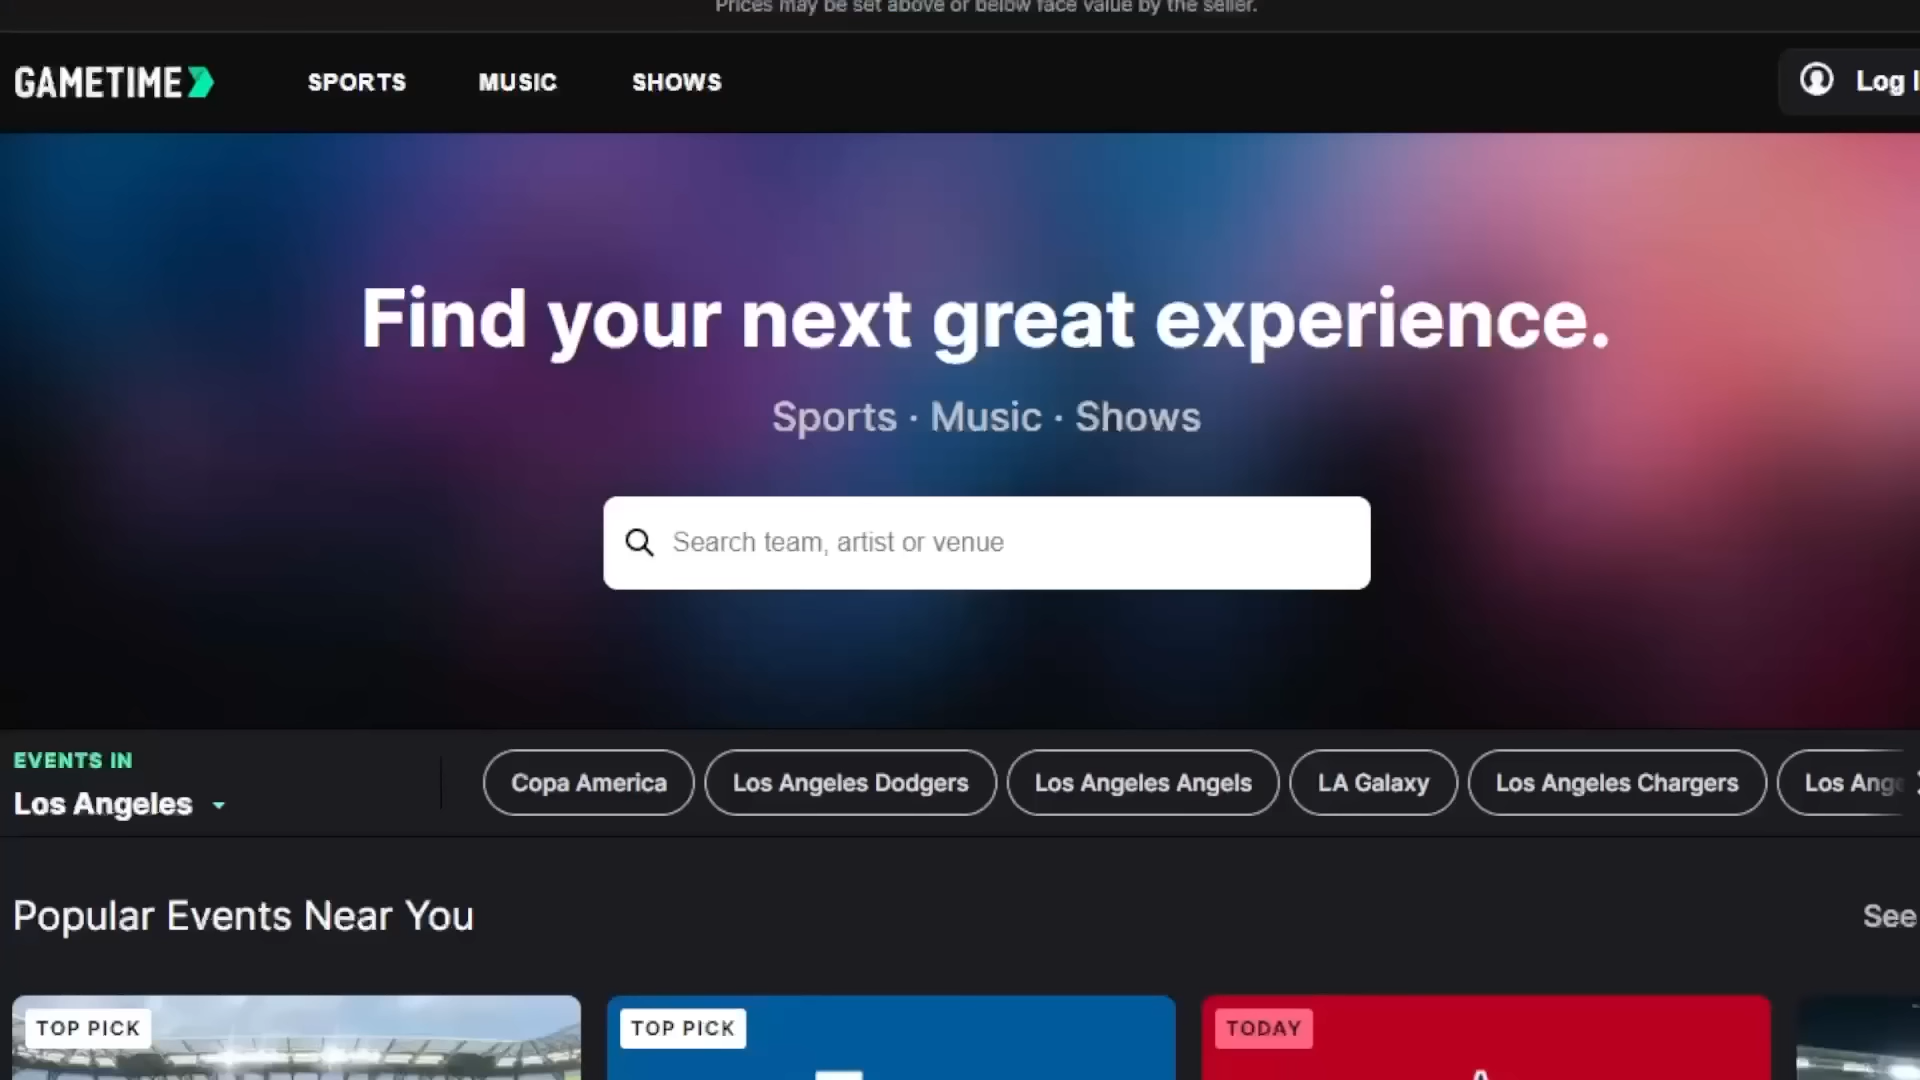 Prices may be set above or below face value by the seller.
GAMETIME
SPORTS
MUSIC
SHOWS
Log
Find your next great experience.
Sports · Music · Shows
Search team, artist or venue
EVENTS IN
Los Angeles
Copa America
Los Angeles Dodgers
Los Angeles Angels
LA Galaxy
Los Angeles Chargers
Los Ange
Popular Events Near You
See
TOP PICK
TOP PICK
TODAY